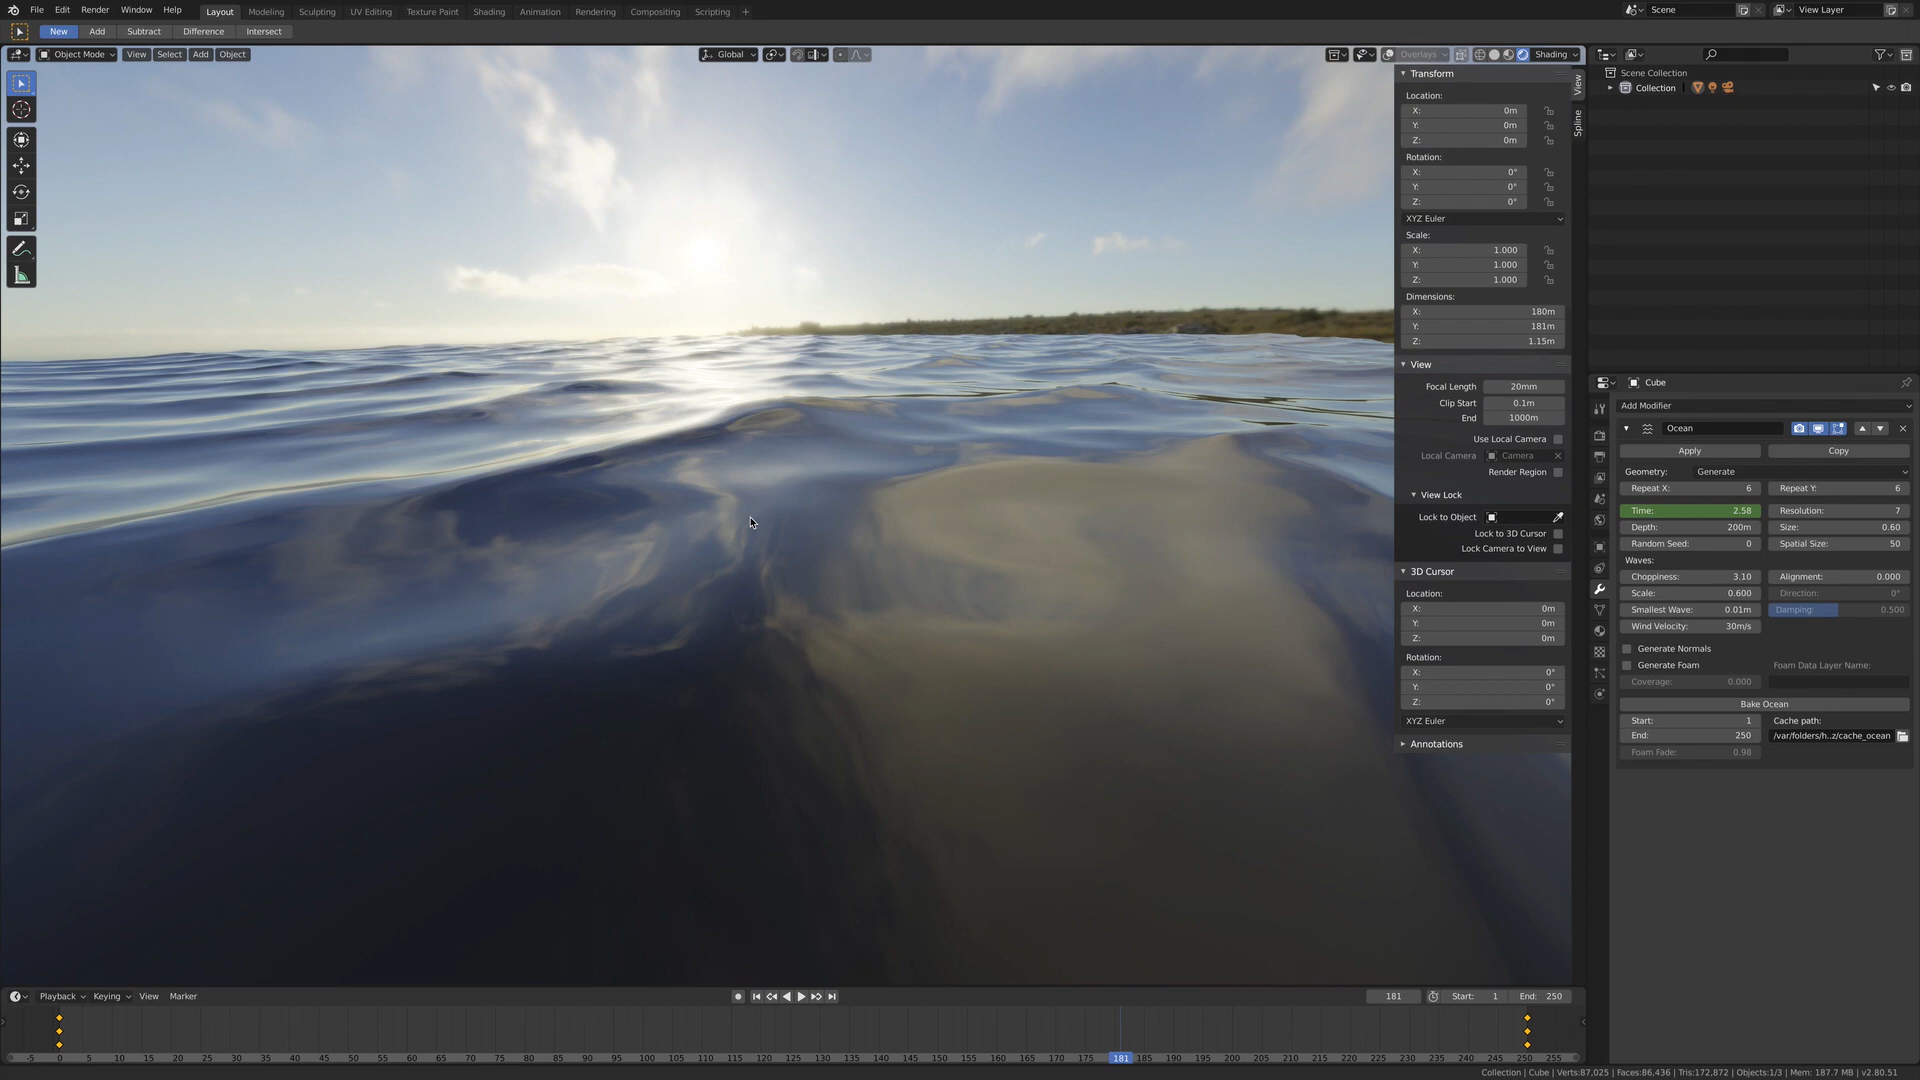 File Edit Render Window Help Layout Modeling Sculpting UV Editing Texture Paint Shading Animation Rendering Compositing Scripting + Scene View Layer
New Add Subtract Difference Intersect
Object Mode View Select Add Object Global Overlays Shading
Transform
Location:
X: 0m
Y: 0m
Z: 0m
Rotation:
X: 0°
Y: 0°
Z: 0°
XYZ Euler
Scale:
X: 1.000
Y: 1.000
Z: 1.000
Dimensions:
X: 180m
Y: 181m
Z: 1.15m
View
Focal Length 20mm
Clip Start 0.1m
End 1000m
Use Local Camera
Local Camera Camera
Render Region
View Lock
Lock to Object
Lock to 3D Cursor
Lock Camera to View
3D Cursor
Location:
X: 0m
Y: 0m
Z: 0m
Rotation:
X: 0°
Y: 0°
Z: 0°
XYZ Euler
Annotations
View
Spline
Scene Collection
Collection
Cube
Add Modifier
Ocean
Apply Copy
Geometry: Generate
Repeat X: 6 Repeat Y: 6
Time: 2.58 Resolution: 7
Depth: 200m Size: 0.60
Random Seed: 0 Spatial Size: 50
Waves:
Choppiness: 3.10 Alignment: 0.000
Scale: 0.600 Direction: 0°
Smallest Wave: 0.01m Damping: 0.500
Wind Velocity: 30m/s
Generate Normals
Generate Foam Foam Data Layer Name:
Coverage: 0.000
Bake Ocean
Start: 1 Cache path:
End: 250 /var/folders/h..z/cache_ocean
Foam Fade: 0.98
Playback Keying View Marker 181 Start: 1 End: 250
-5 0 5 10 15 20 25 30 35 40 45 50 55 60 65 70 75 80 85 90 95 100 105 110 115 120 125 130 135 140 145 150 155 160 165 170 175 181 185 190 195 200 205 210 215 220 225 230 235 240 245 250 255
Collection | Cube | Verts:87,025 | Faces:86,436 | Tris:172,872 | Objects:1/3 | Mem: 187.7 MB | v2.80.51